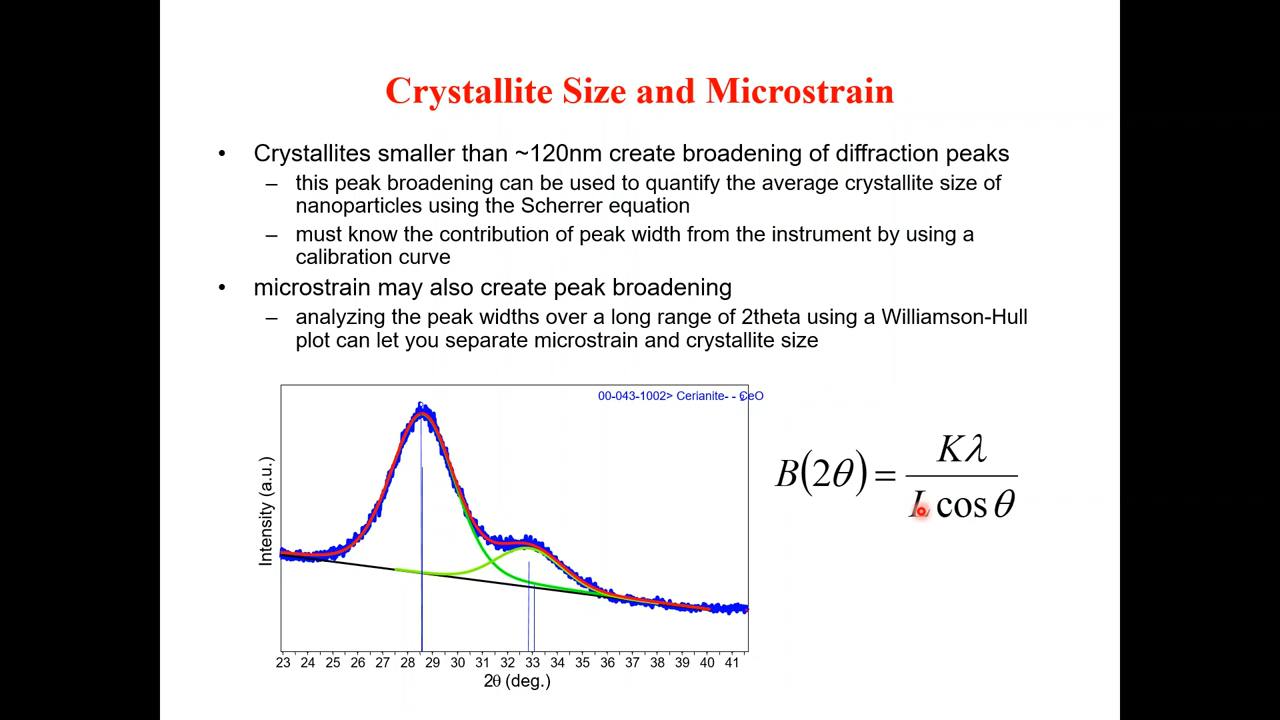 Crystallite Size and Microstrain
• Crystallites smaller than ~120nm create broadening of diffraction peaks
– this peak broadening can be used to quantify the average crystallite size of
nanoparticles using the Scherrer equation
– must know the contribution of peak width from the instrument by using a
calibration curve
• microstrain may also create peak broadening
– analyzing the peak widths over a long range of 2theta using a Williamson-Hull
plot can let you separate microstrain and crystallite size
00-043-1002> Cerianite- - CeO2
Intensity (a.u.)
B(2θ) = Kλ / L cos θ
23 24 25 26 27 28 29 30 31 32 33 34 35 36 37 38 39 40 41
2θ (deg.)